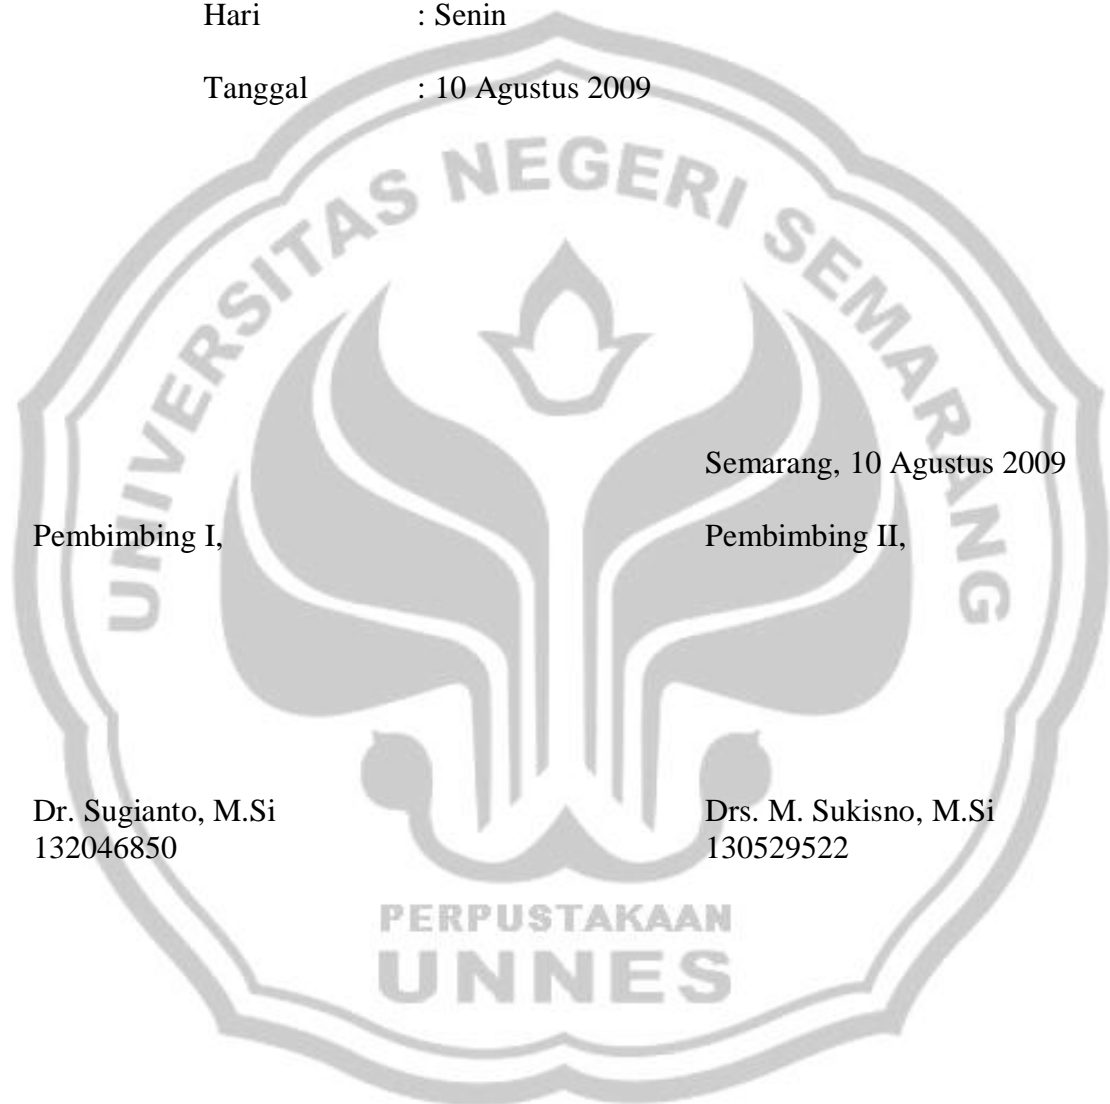 Hari : Senin
Tanggal : 10 Agustus 2009
UNIVERSITAS NEGERI SEMARANG
Semarang, 10 Agustus 2009
Pembimbing I, Pembimbing II,
Dr. Sugianto, M.Si Drs. M. Sukisno, M.Si
132046850 130529522
PERPUSTAKAAN
UNNES